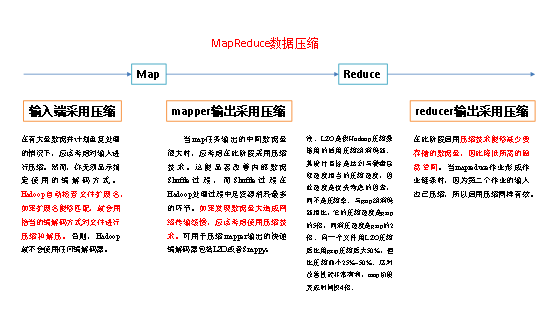 MapReduce数据压缩
Map
Reduce
输入端采用压缩
mapper输出采用压缩
reducer输出采用压缩
在有大量数据并计划重复处理
的情况下，应该考虑对输入进
行压缩。然而，你无须显示指
定使用的编解码方式。
Hadoop自动检查文件扩展名，
如果扩展名能够匹配，就会用
恰当的编解码方式对文件进行
压缩和解压。否则，Hadoop
就不会使用任何编解码器。
当map任务输出的中间数据量
很大时，应考虑在此阶段采用压缩
技术。这能显著改善内部数据
Shuffle过程，而Shuffle过程在
Hadoop处理过程中是资源消耗最多
的环节。如果发现数据量大造成网
络传输缓慢，应该考虑使用压缩技
术。可用于压缩mapper输出的快速
编解码器包括LZO或者Snappy。
注：LZO是供Hadoop压缩数
据用的通用压缩编解码器。
其设计目标是达到与硬盘读
取速度相当的压缩速度，因
此速度是优先考虑的因素，
而不是压缩率。与gzip编解码
器相比，它的压缩速度是gzip
的5倍，而解压速度是gzip的2
倍。同一个文件用LZO压缩
后比用gzip压缩后大50%，但
比压缩前小25%~50%。这对
改善性能非常有利，map阶段
完成时间快4倍。
在此阶段启用压缩技术能够减少要
存储的数据量，因此降低所需的磁
盘空间。当mapreduce作业形成作
业链条时，因为第二个作业的输入
也已压缩，所以启用压缩同样有效。